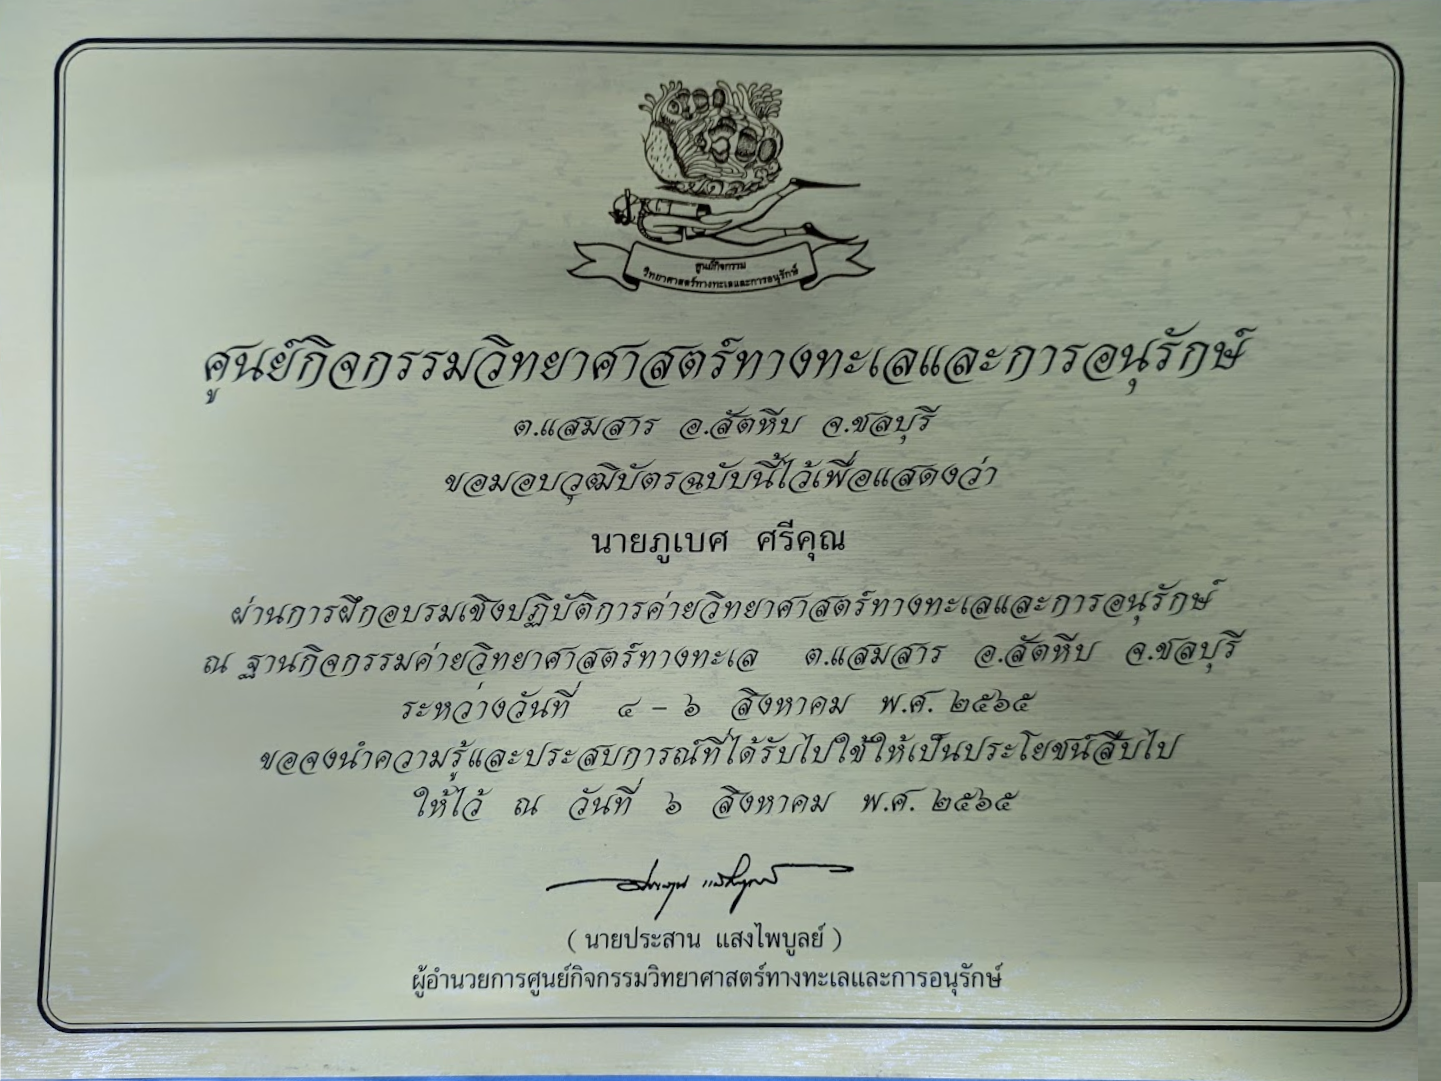 ศูนย์กิจกรรม
วิทยาศาสตร์ทางทะเลและการอนุรักษ์
ศูนย์กิจกรรมวิทยาศาสตร์ทางทะเลและการอนุรักษ์
ต.แสมสาร อ.สัตหีบ จ.ชลบุรี
ขอมอบวุฒิบัตรฉบับนี้ไว้เพื่อแสดงว่า
นายภูเบศ ศรีคุณ
ผ่านการฝึกอบรมเชิงปฏิบัติการค่ายวิทยาศาสตร์ทางทะเลและการอนุรักษ์
ณ ฐานกิจกรรมค่ายวิทยาศาสตร์ทางทะเล ต.แสมสาร อ.สัตหีบ จ.ชลบุรี
ระหว่างวันที่ ๔ - ๖ สิงหาคม พ.ศ. ๒๕๖๕
ขอจงนำความรู้และประสบการณ์ที่ได้รับไปใช้ให้เป็นประโยชน์สืบไป
ให้ไว้ ณ วันที่ ๖ สิงหาคม พ.ศ. ๒๕๖๕
( นายประสาน แสงไพบูลย์ )
ผู้อำนวยการศูนย์กิจกรรมวิทยาศาสตร์ทางทะเลและการอนุรักษ์